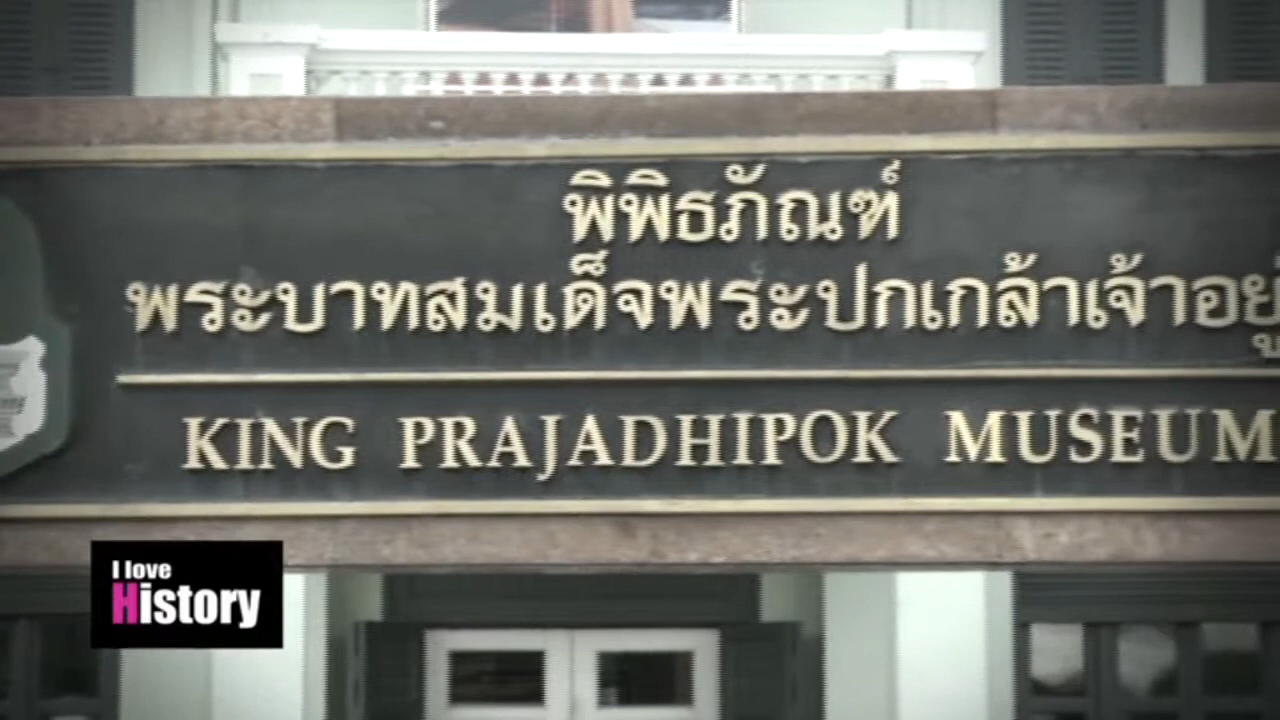 พิพิธภัณฑ์
พระบาทสมเด็จพระปกเกล้าเจ้าอยู่
KING PRAJADHIPOK MUSEUM
I love
History